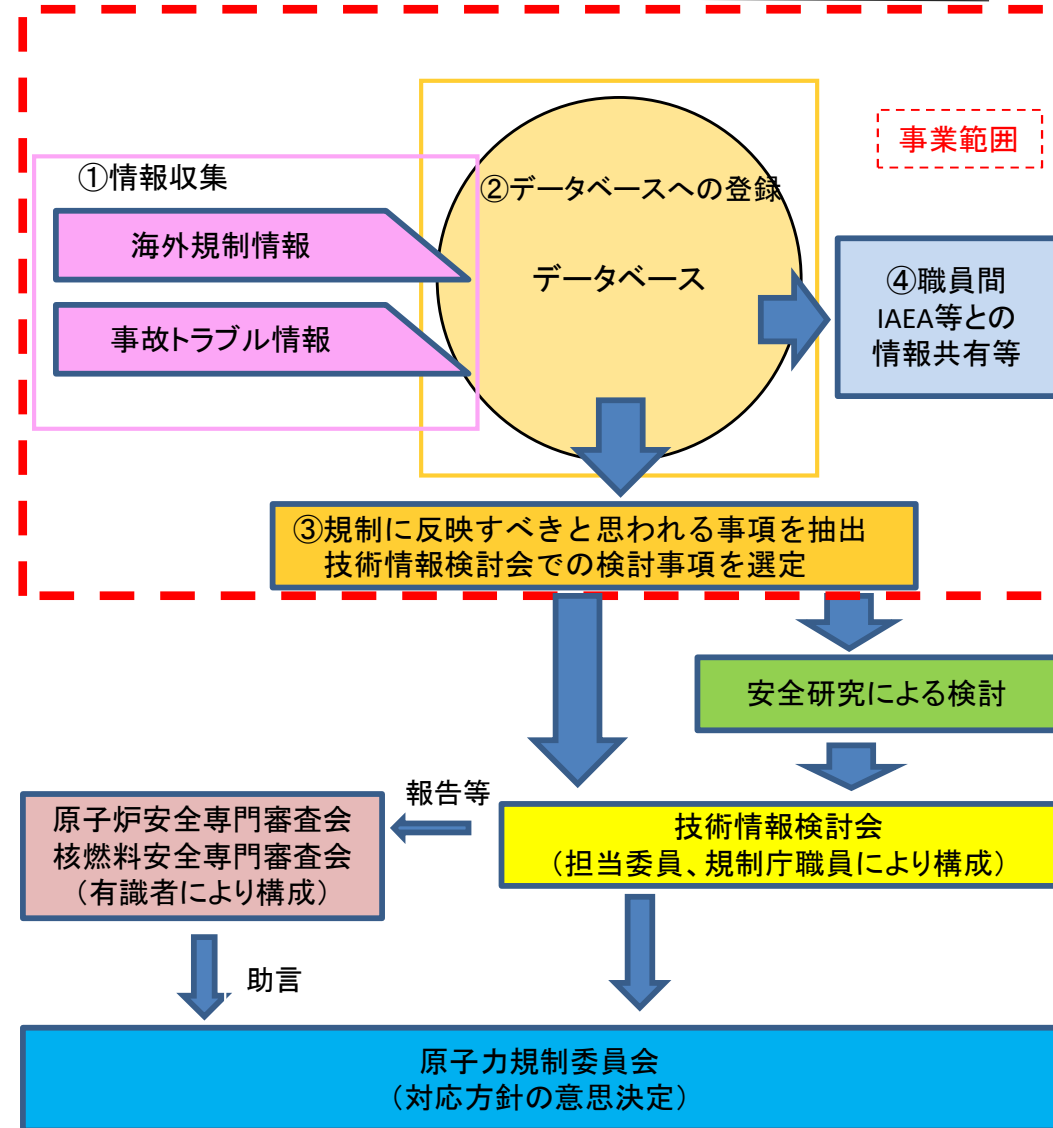 事業範囲
①情報収集
海外規制情報
事故トラブル情報
②データベースへの登録
データベース
④職員間
IAEA等との
情報共有等
③規制に反映すべきと思われる事項を抽出
技術情報検討会での検討事項を選定
安全研究による検討
報告等
技術情報検討会
(担当委員、規制庁職員により構成)
原子炉安全専門審査会
核燃料安全専門審査会
(有識者により構成)
助言
原子力規制委員会
(対応方針の意思決定)